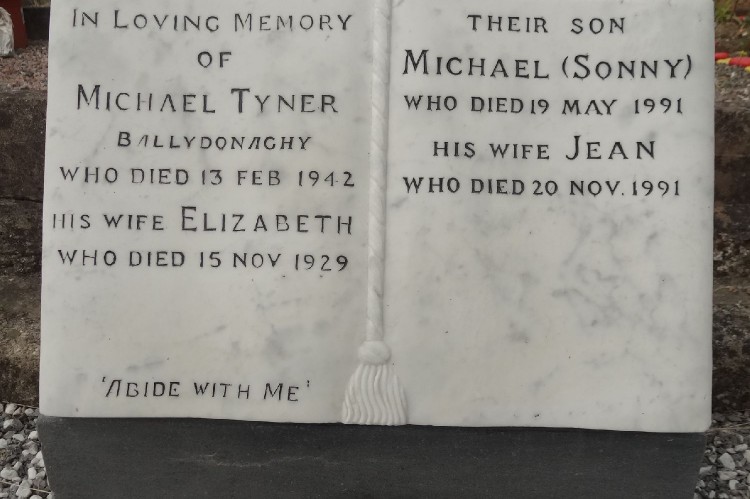 IN LOVING MEMORY
OF
MICHAEL TYNER
BALLYDONAGHY
WHO DIED 13 FEB 1942
HIS WIFE ELIZABETH
WHO DIED 15 NOV 1929
'ABIDE WITH ME'
THEIR SON
MICHAEL (SONNY)
WHO DIED 19 MAY 1991
HIS WIFE JEAN
WHO DIED 20 NOV. 1991